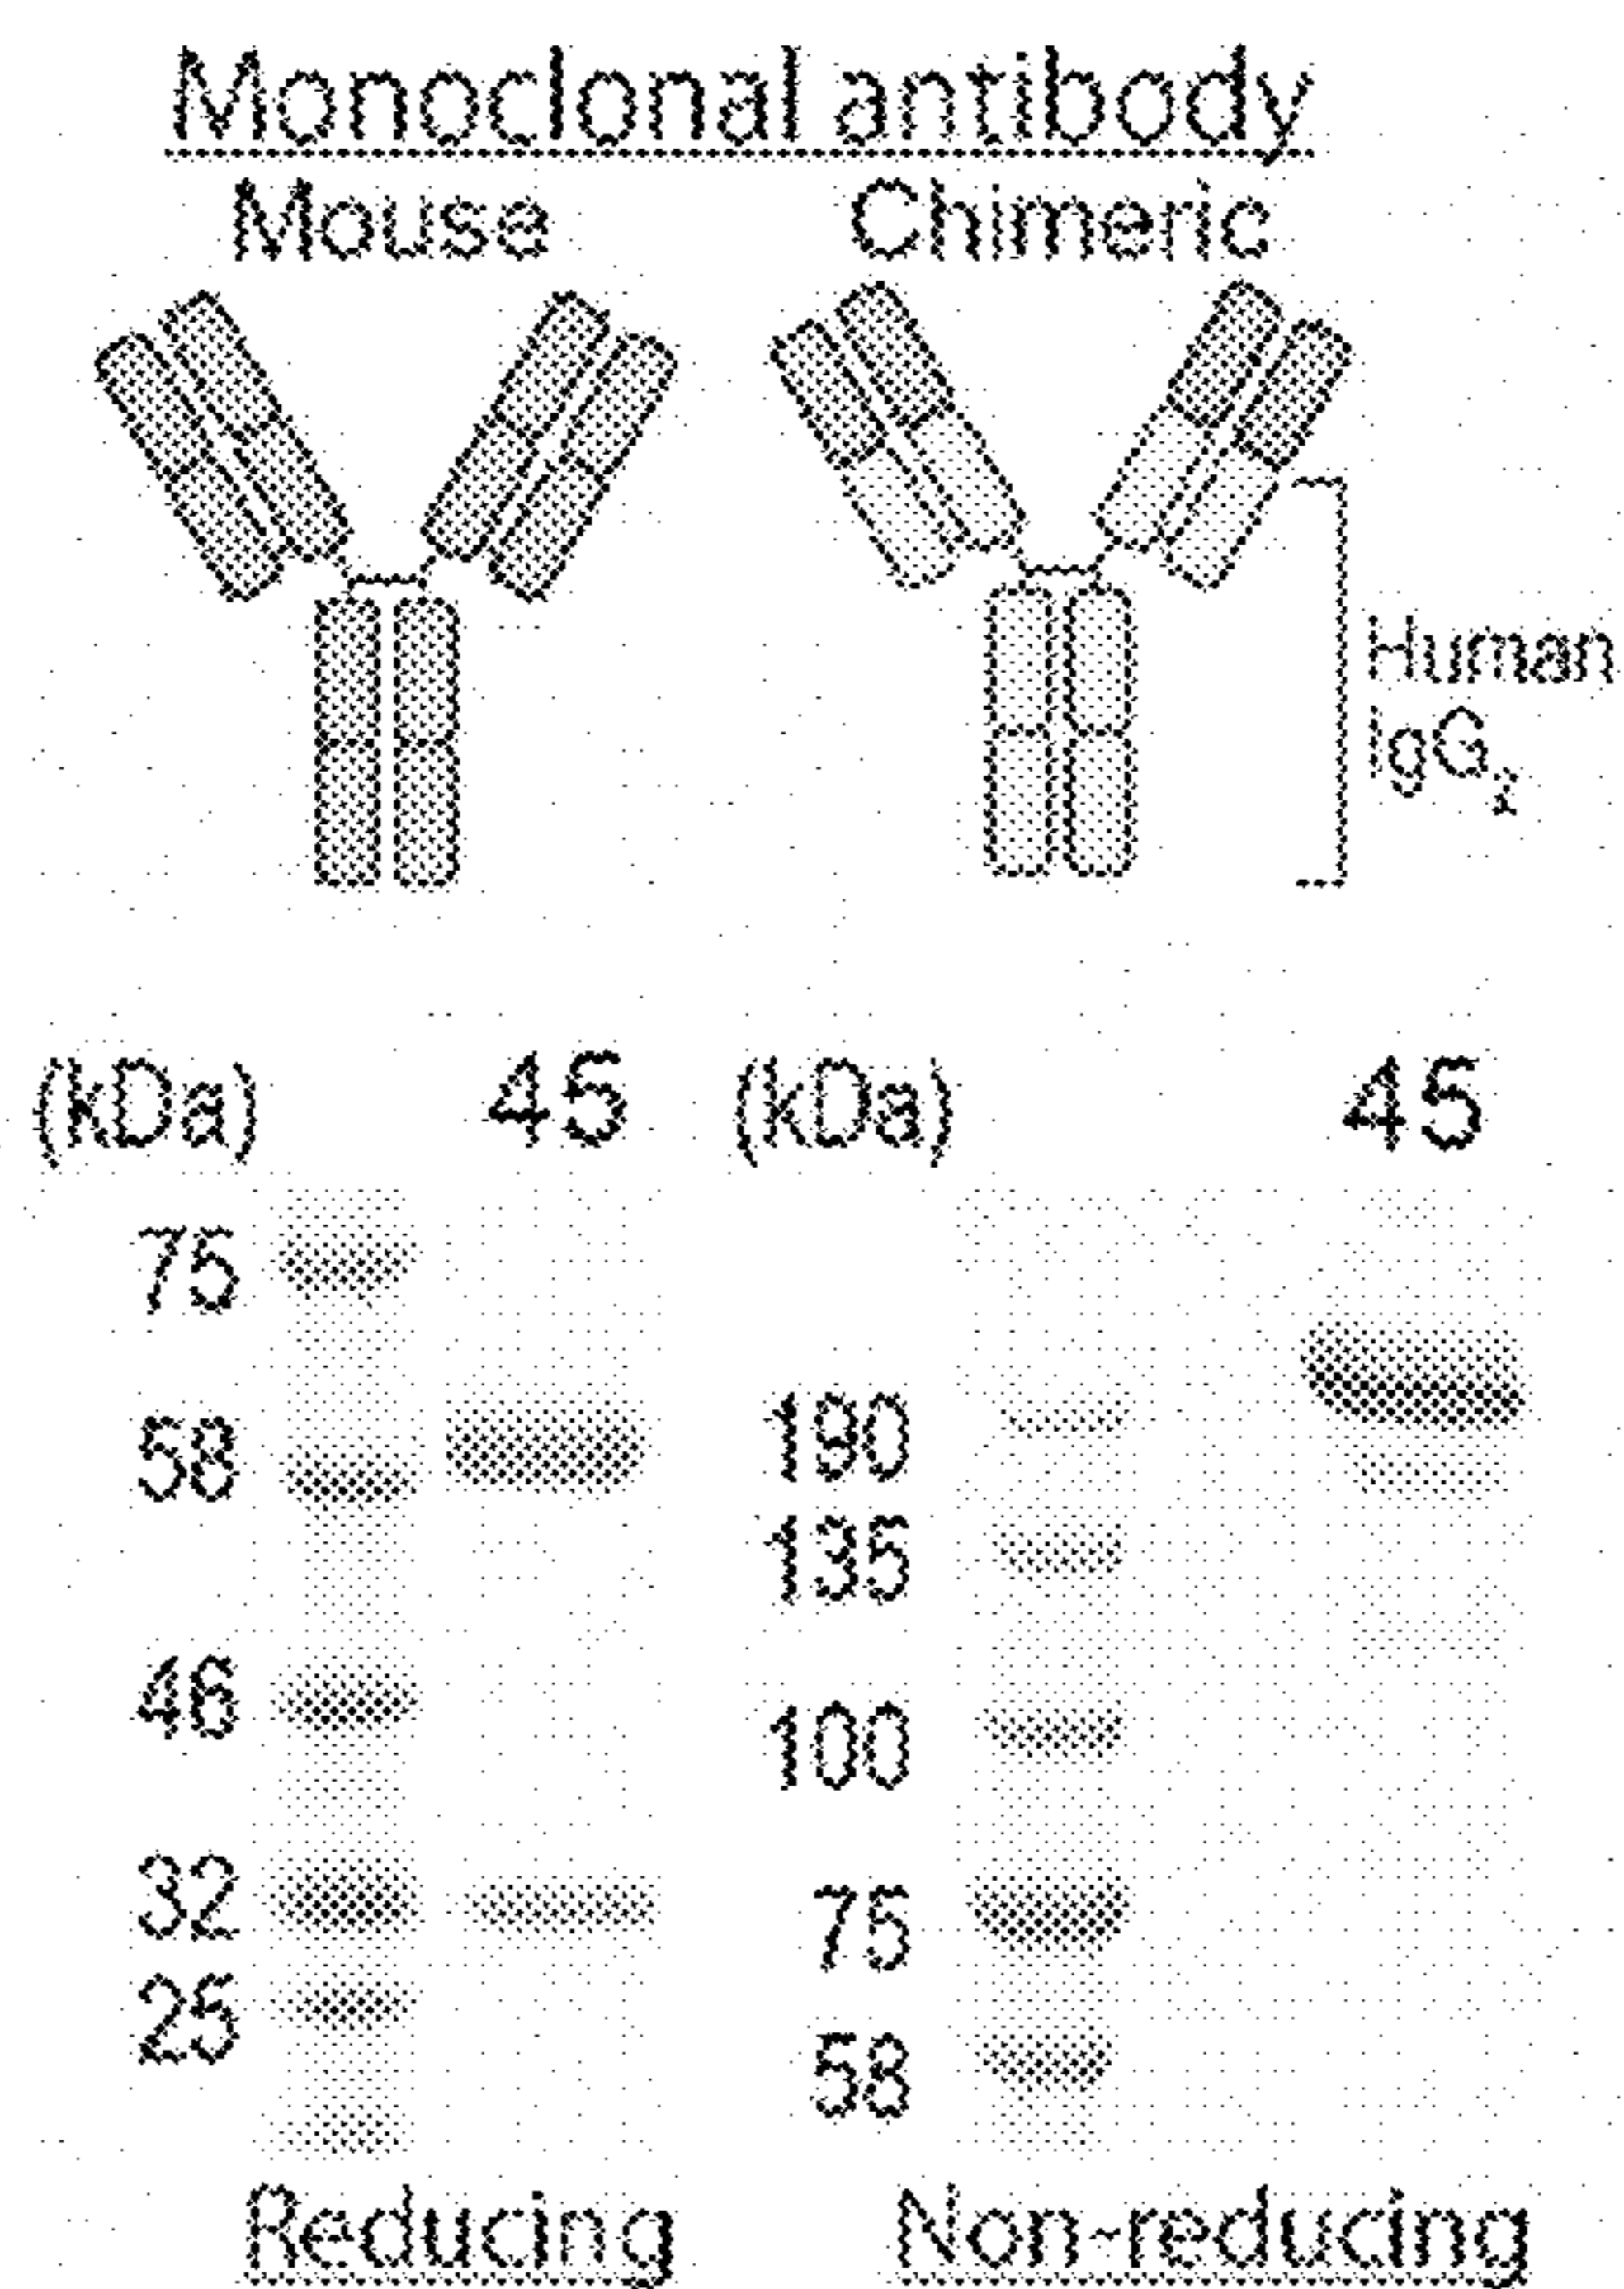 Monoclonal antibody
Mouse
Chimeric
Human
IgG₂
(kDa)
45
75
58
46
32
25
Reducing
(kDa)
45
190
135
100
75
58
Non-reducing